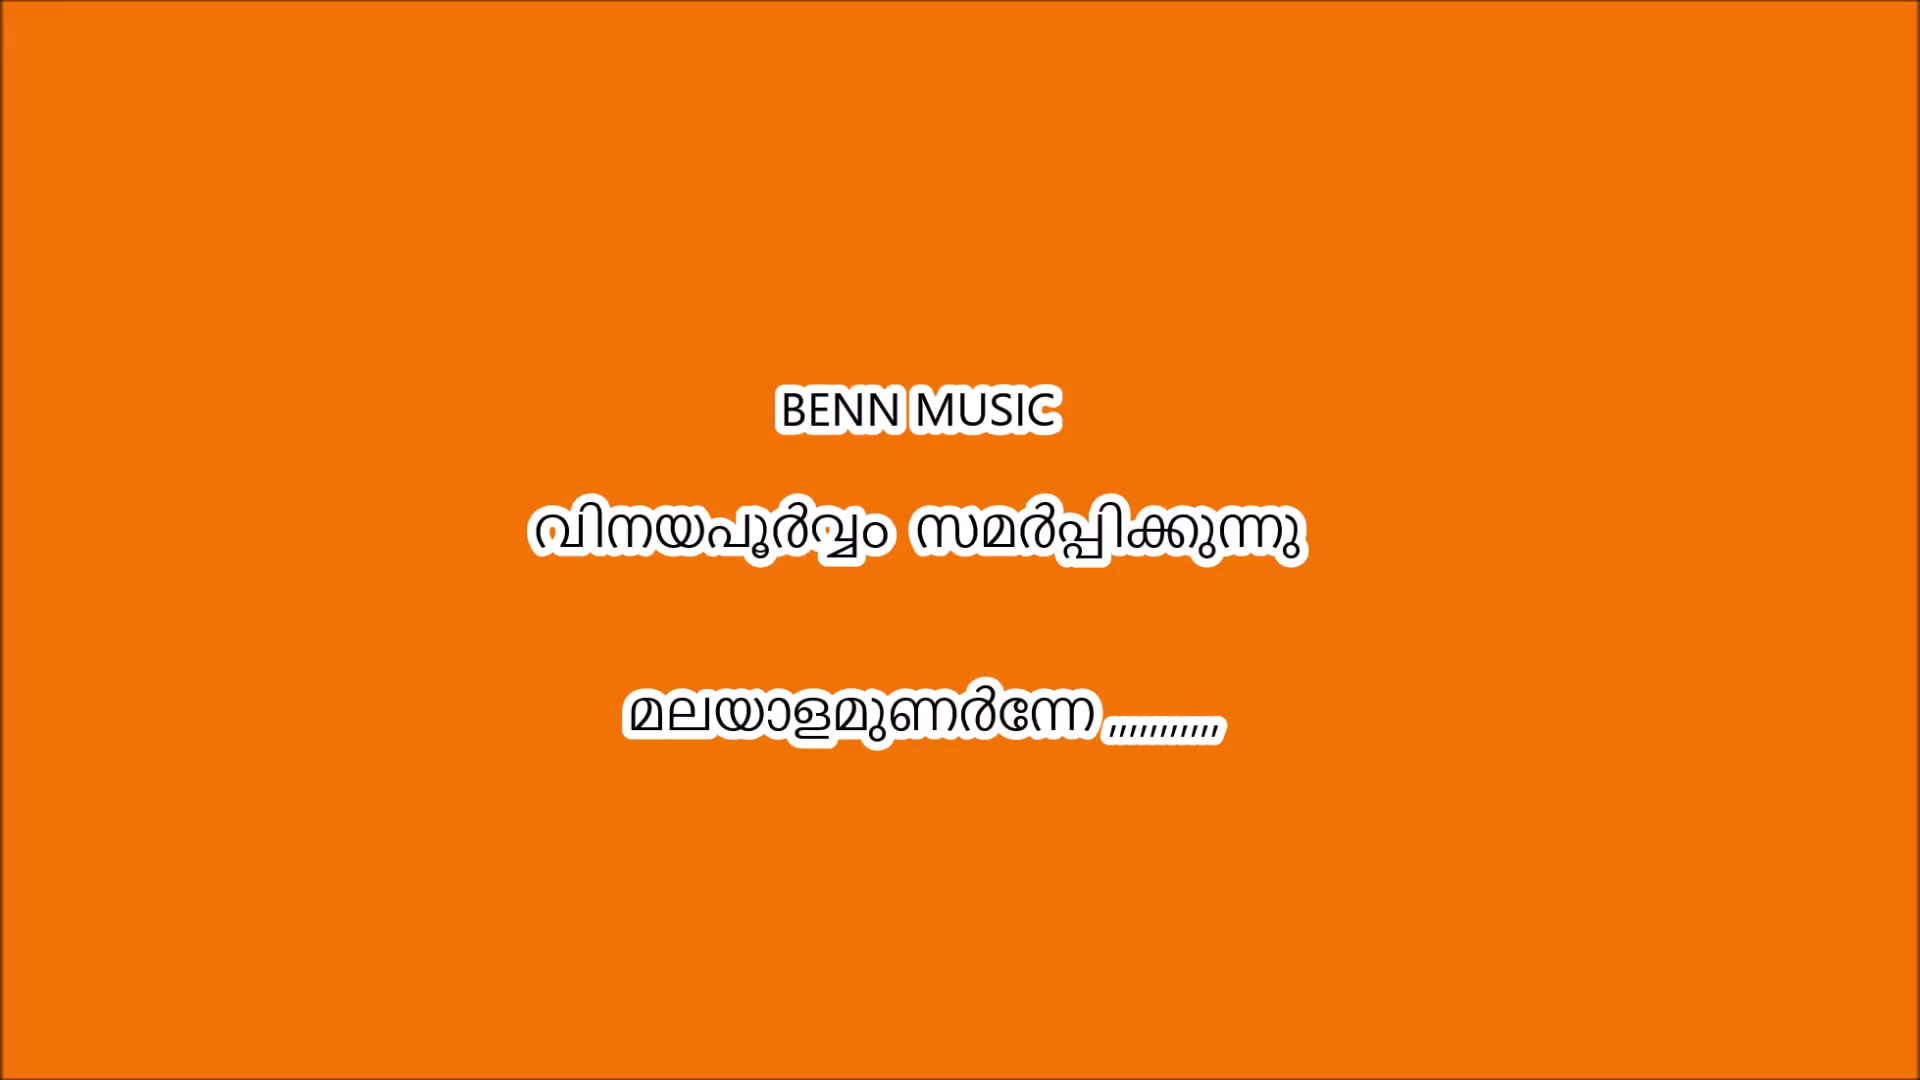 BENN MUSIC
വിനയപൂർവ്വം സമർപ്പിക്കുന്നു
മലയാളമുണർന്നേ ,,,,,,,,,,,